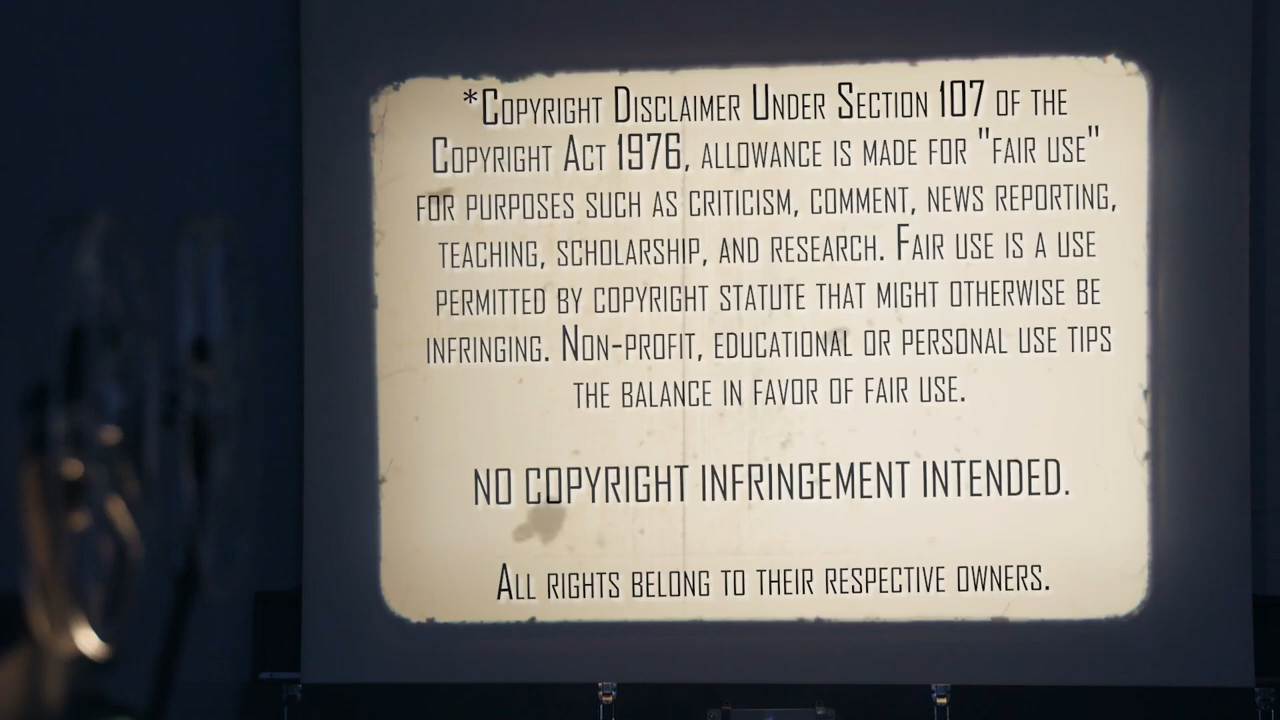 *Copyright Disclaimer Under Section 107 of the
Copyright Act 1976, allowance is made for "fair use"
for purposes such as criticism, comment, news reporting,
teaching, scholarship, and research. Fair use is a use
permitted by copyright statute that might otherwise be
infringing. Non-profit, educational or personal use tips
the balance in favor of fair use.
NO COPYRIGHT INFRINGEMENT INTENDED.
All rights belong to their respective owners.